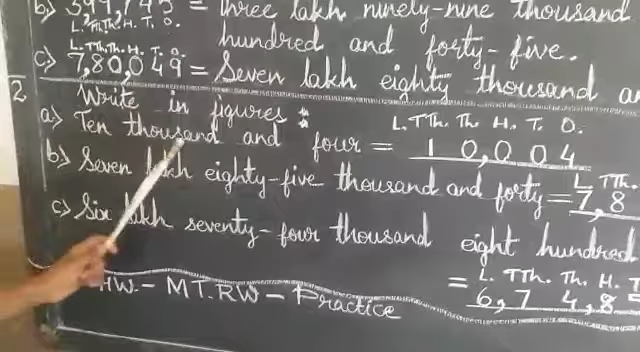 b) 399,745 = three lakh ninety-nine thousand
L. TTh. Th. H. T. O.
hundred and forty-five.
L. TTh. Th. H. T. O.
c) 7,80,049 = Seven lakh eighty thousand an
2 Write in figures :
L. TTh. Th. H. T. O.
a) Ten thousand and four = 1 0,0 0 4
L. TTh.
b) Seven lakh eighty-five thousand and forty = 7,8
c) Six lakh seventy-four thousand eight hundred
L. TTh. Th. H. T
= 6,7 4,8
HW.- MT.RW - Practice